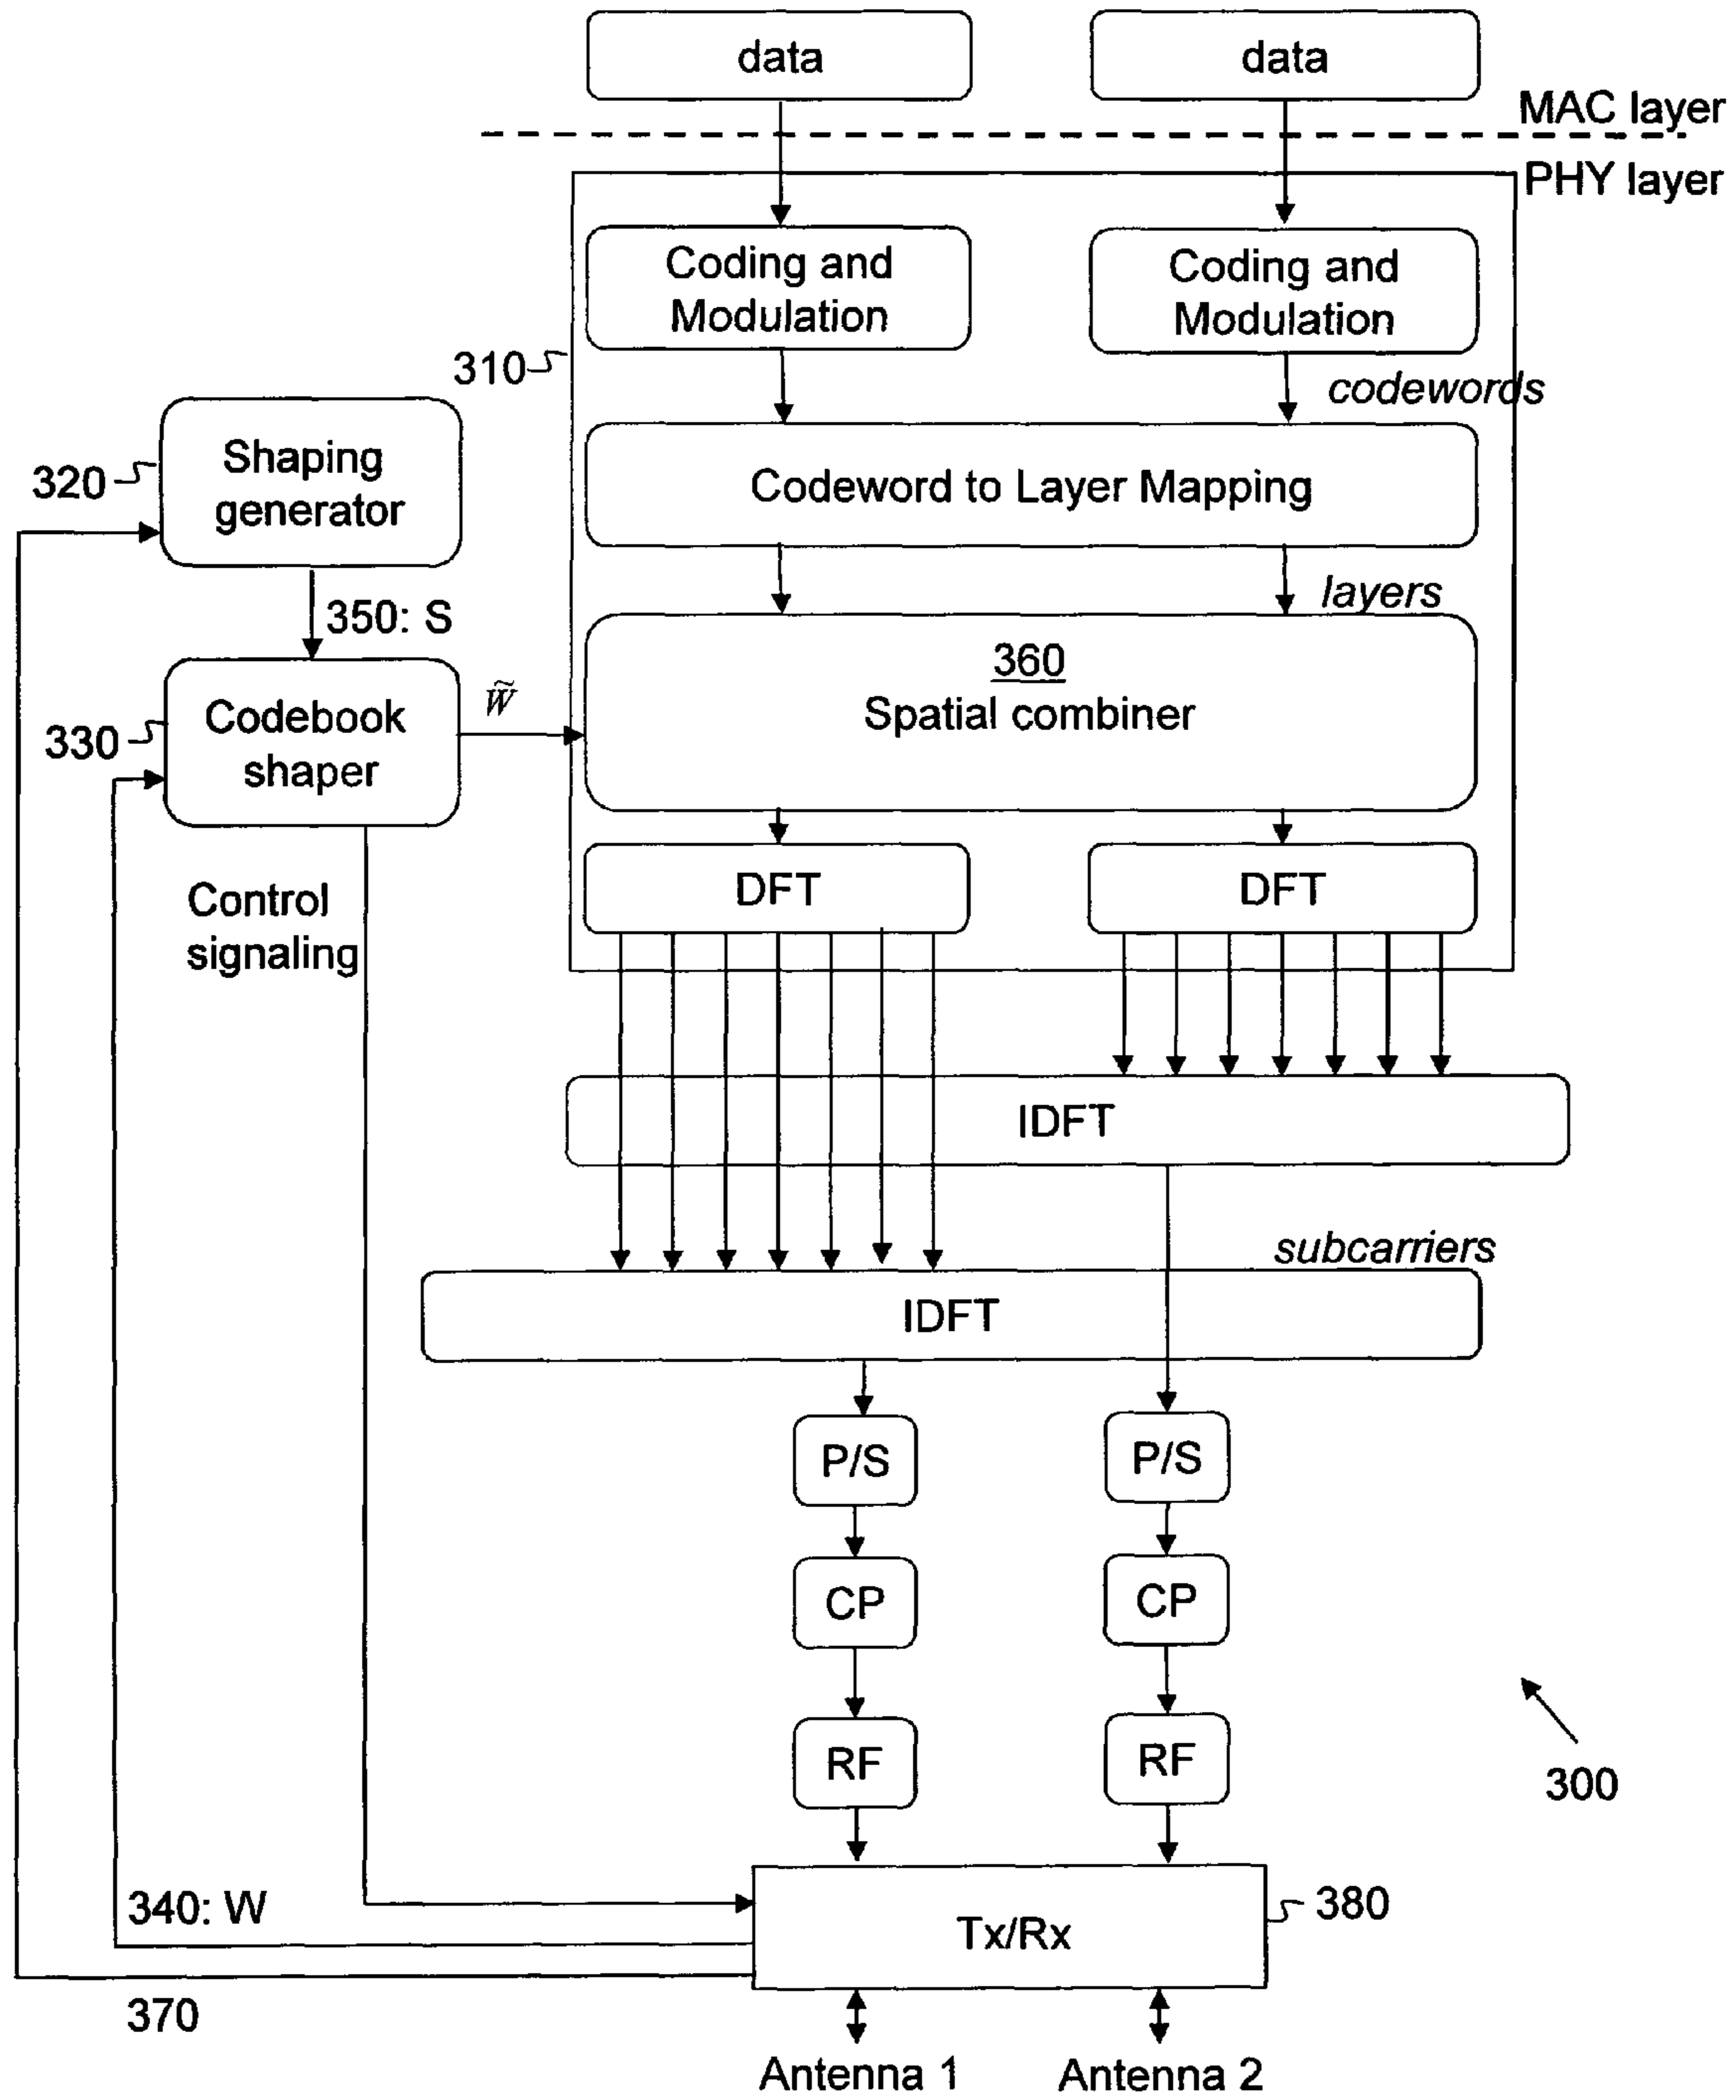 data
data
MAC layer
PHY layer
Coding and
Modulation
Coding and
Modulation
310
codewords
Shaping
generator
320
Codeword to Layer Mapping
350: S
layers
360
Spatial combiner
Codebook
shaper
330
W̃
DFT
DFT
Control
signaling
IDFT
subcarriers
IDFT
P/S
P/S
CP
CP
RF
RF
300
340: W
380
Tx/Rx
370
Antenna 1
Antenna 2